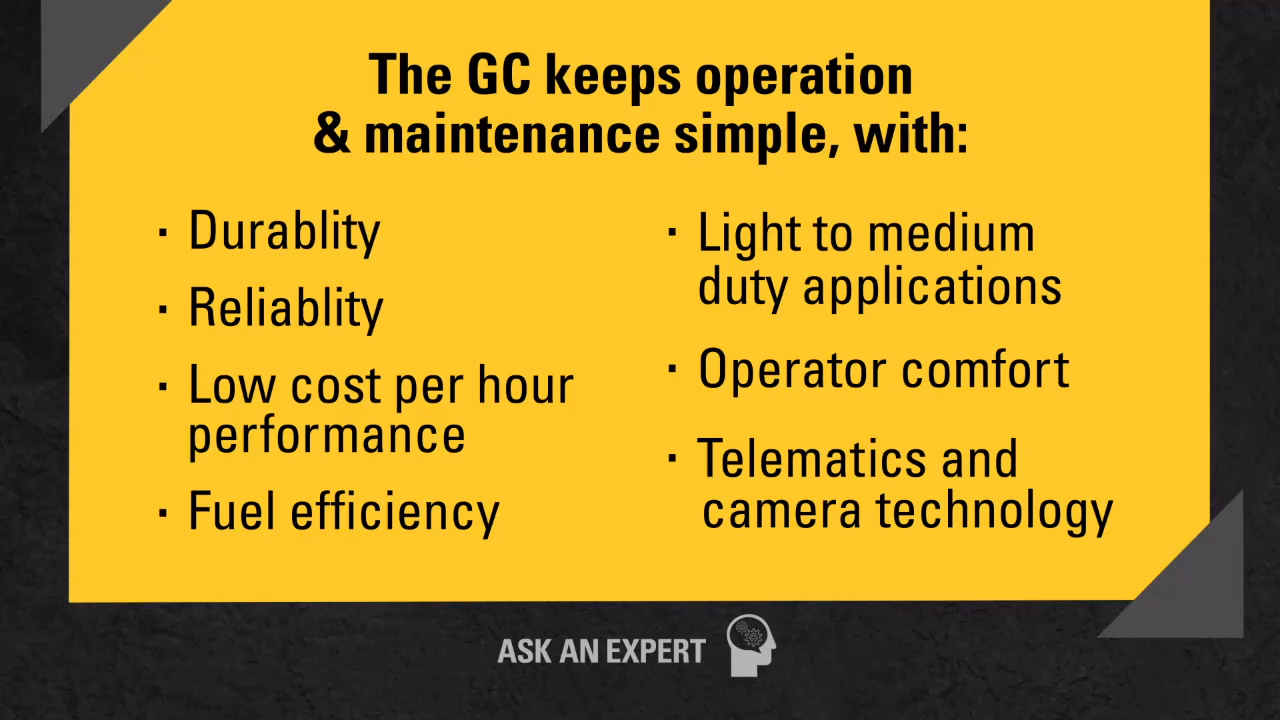 The GC keeps operation
& maintenance simple, with:
· Durablity
· Reliablity
· Low cost per hour
performance
· Fuel efficiency
· Light to medium
duty applications
· Operator comfort
· Telematics and
camera technology
ASK AN EXPERT